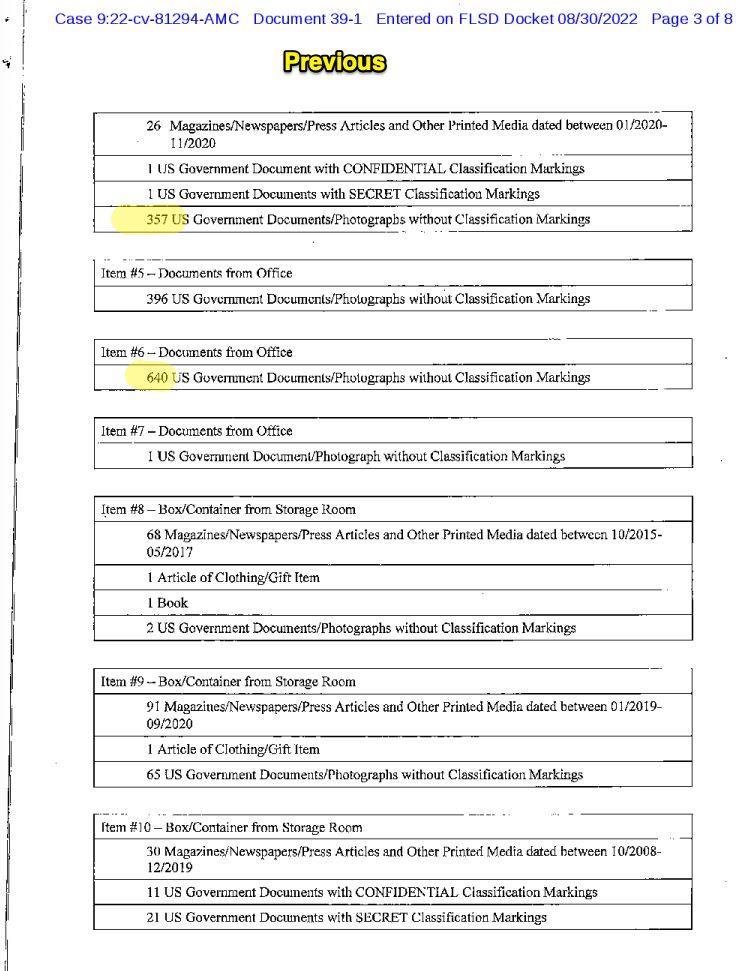 Case 9:22-cv-81294-AMC Document 39-1 Entered on FLSD Docket 08/30/2022 Page 3 of 8
Previous
26 Magazines/Newspapers/Press Articles and Other Printed Media dated between 01/2020-
11/2020
1 US Government Document with CONFIDENTIAL Classification Markings
1 US Government Documents with SECRET Classification Markings
357 US Government Documents/Photographs without Classification Markings
Item #5 – Documents from Office
396 US Government Documents/Photographs without Classification Markings
Item #6 – Documents from Office
640 US Government Documents/Photographs without Classification Markings
Item #7 – Documents from Office
1 US Government Document/Photograph without Classification Markings
Item #8 – Box/Container from Storage Room
68 Magazines/Newspapers/Press Articles and Other Printed Media dated between 10/2015-
05/2017
1 Article of Clothing/Gift Item
1 Book
2 US Government Documents/Photographs without Classification Markings
Item #9 – Box/Container from Storage Room
91 Magazines/Newspapers/Press Articles and Other Printed Media dated between 01/2019-
09/2020
1 Article of Clothing/Gift Item
65 US Government Documents/Photographs without Classification Markings
Item #10 – Box/Container from Storage Room
30 Magazines/Newspapers/Press Articles and Other Printed Media dated between 10/2008-
12/2019
11 US Government Documents with CONFIDENTIAL Classification Markings
21 US Government Documents with SECRET Classification Markings